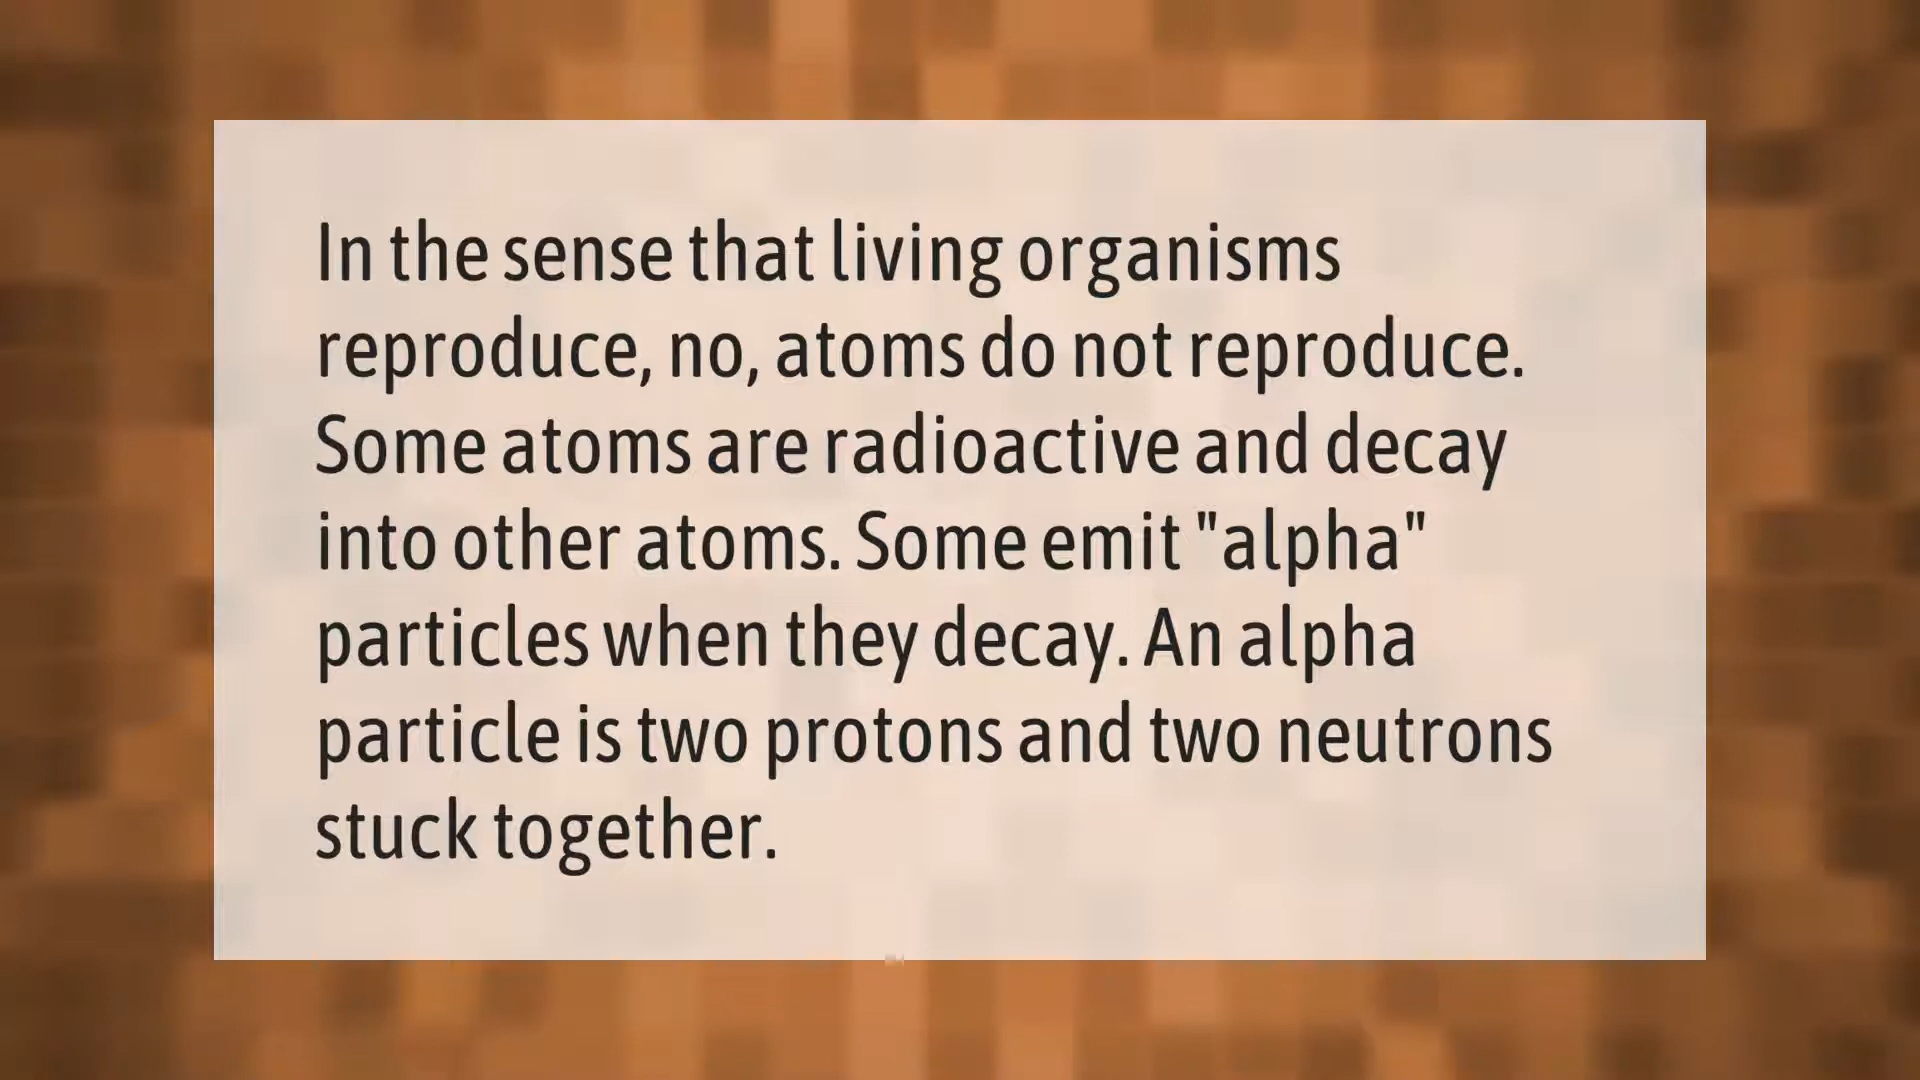 In the sense that living organisms
reproduce, no, atoms do not reproduce.
Some atoms are radioactive and decay
into other atoms. Some emit "alpha"
particles when they decay. An alpha
particle is two protons and two neutrons
stuck together.